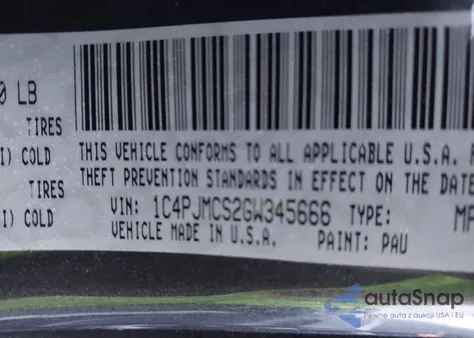 0 LB
TIRES
I) COLD
TIRES
I) COLD
THIS VEHICLE CONFORMS TO ALL APPLICABLE U.S.A.
THEFT PREVENTION STANDARDS IN EFFECT ON THE DATE
VIN: 1C4PJMCS2GW345666 TYPE: MP
VEHICLE MADE IN U.S.A. PAINT: PAU
autoSnap
Pewne auta z aukcji USA i EU